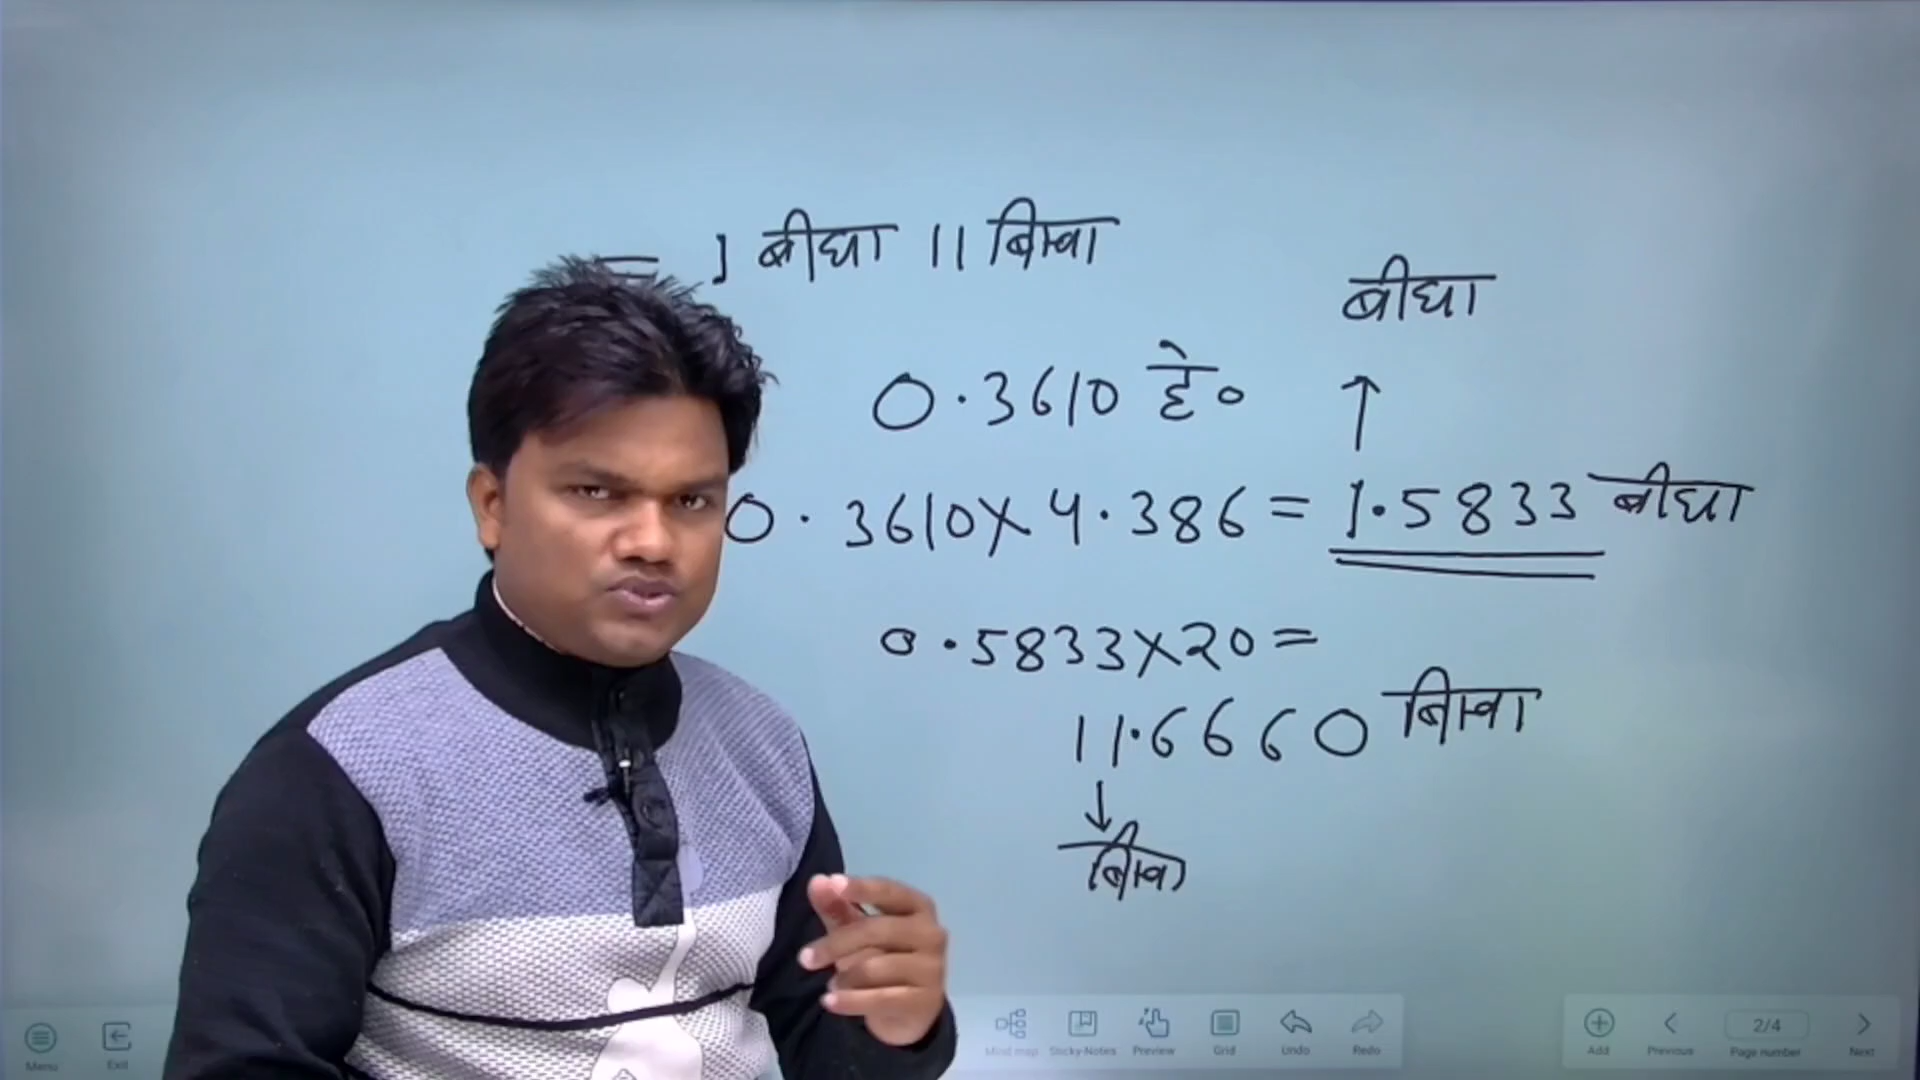 = 1 बीघा 11 बिस्वा
बीघा
0.3610 हे०
↑
0.3610 × 4.386 = 1.5833 बीघा
0.5833 × 20 =
11.6660 बिस्वा
↓
बिस्वा
Menu Exit Mind map Sticky-Notes Preview Grid Undo Redo Add Previous 2/4 Page number Next